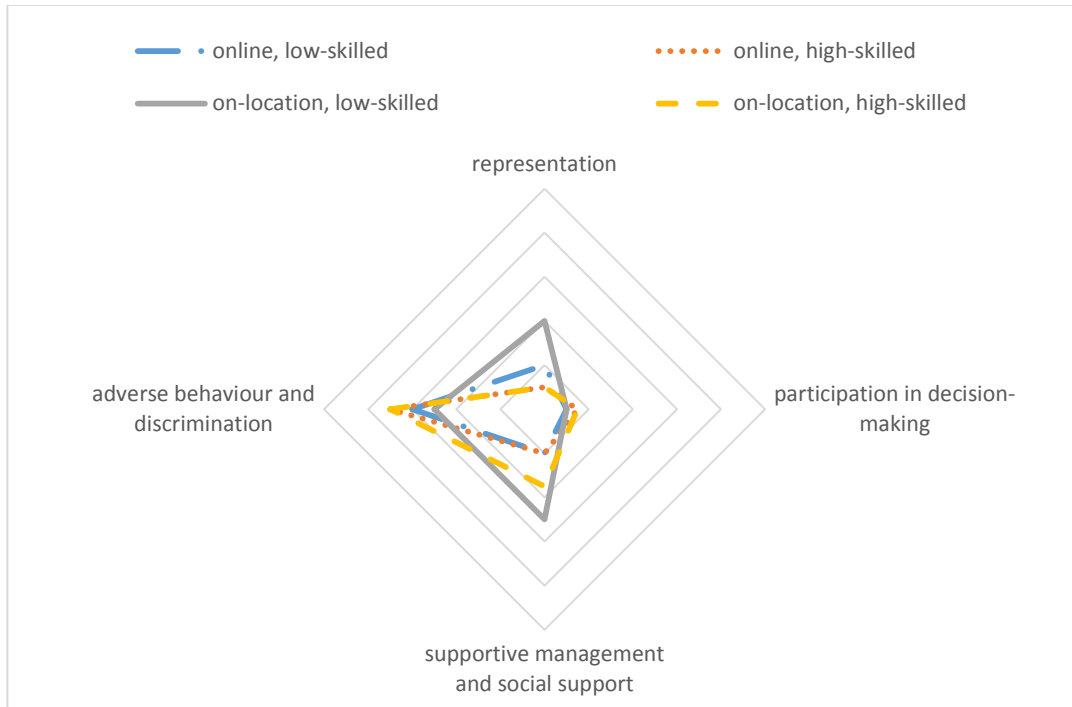 online, low-skilled
online, high-skilled
on-location, low-skilled
on-location, high-skilled
representation
adverse behaviour and
discrimination
participation in decision-
making
supportive management
and social support